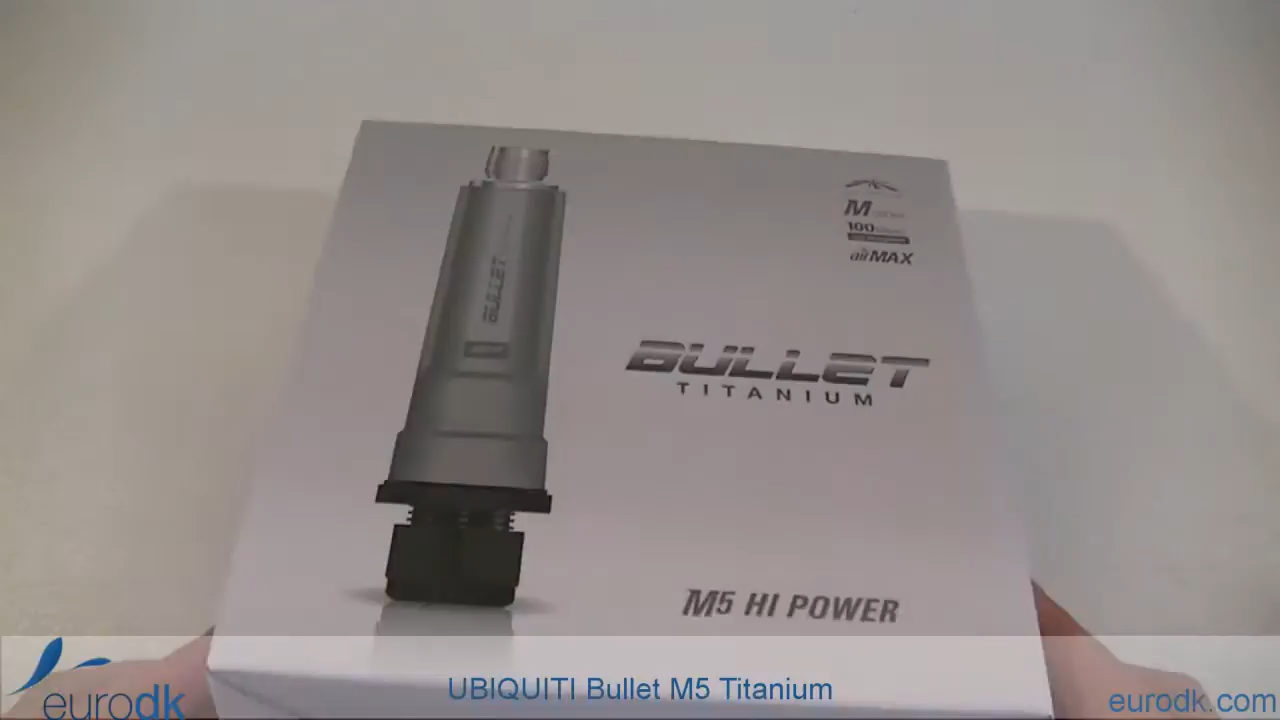 M
100
airMAX
BULLET
BULLET
TITANIUM
M5 HI POWER
eurodk
UBIQUITI Bullet M5 Titanium
eurodk.com